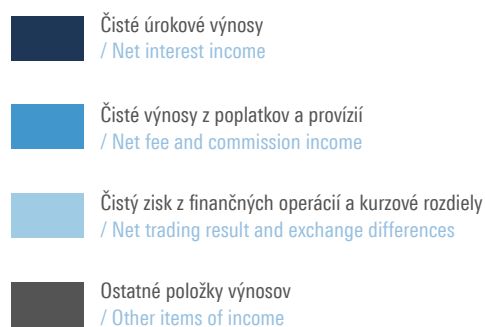 Čisté úrokové výnosy
/ Net interest income
Čisté výnosy z poplatkov a provízií
/ Net fee and commission income
Čistý zisk z finančných operácií a kurzové rozdiely
/ Net trading result and exchange differences
Ostatné položky výnosov
/ Other items of income